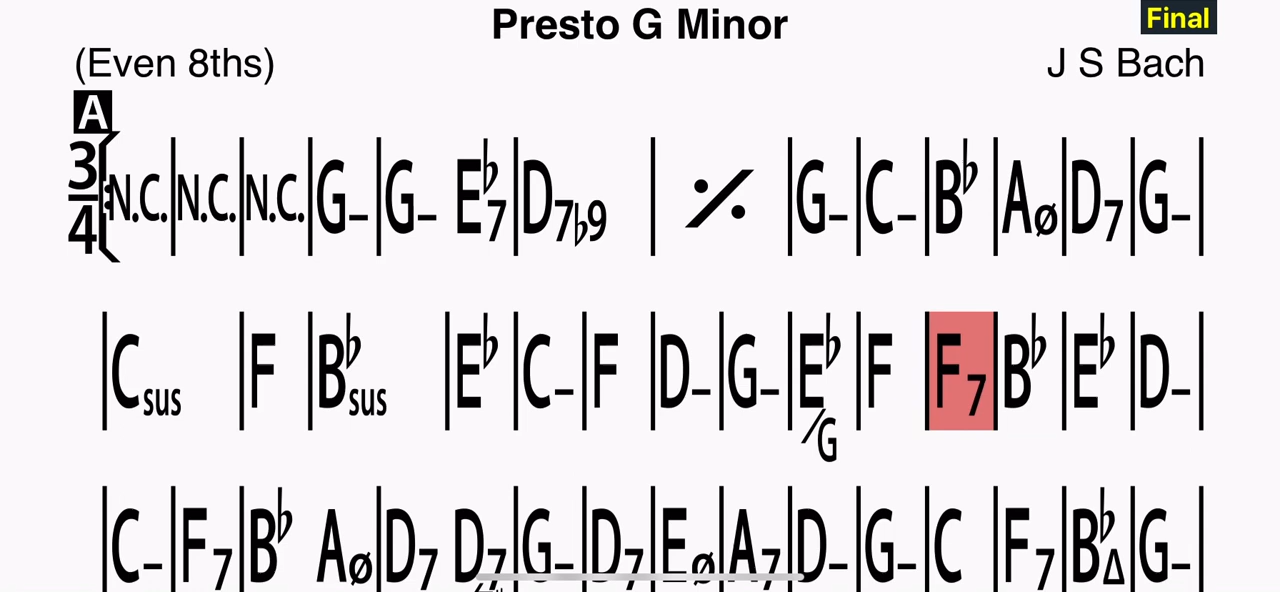 Presto G Minor
Final
(Even 8ths)
J S Bach
A
3/4 N.C. | N.C. | N.C. | G– | G– E♭7 | D7♭9 | 𝄎 | G– | C– | B♭ | Aø | D7 | G– |
| Csus | F | B♭sus | E♭ | C– | F | D– | G– | E♭/G | F | F7 | B♭ | E♭ | D– |
| C– | F7 | B♭ Aø | D7 D7 | G– | D7 | Eø | A7 | D– | G– | C | F7 | B♭Δ | G– |